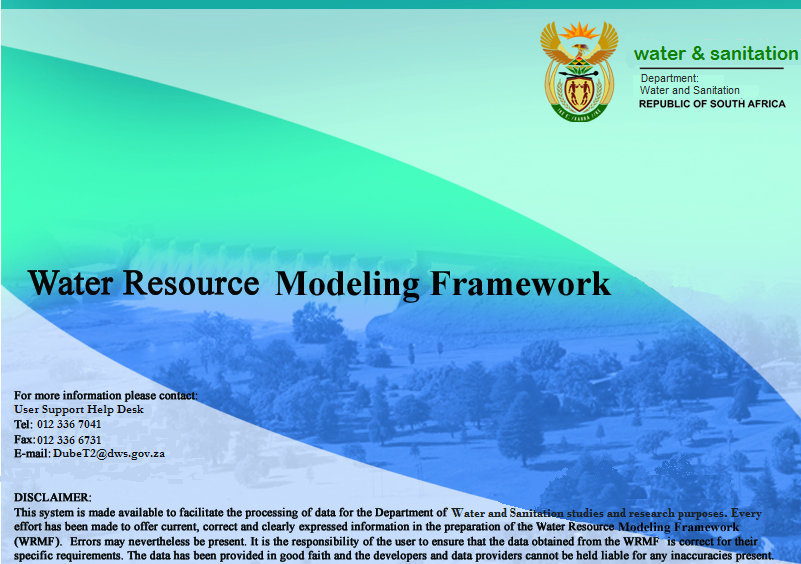 water & sanitation
Department:
Water and Sanitation
REPUBLIC OF SOUTH AFRICA
Water Resource Modeling Framework
For more information please contact:
User Support Help Desk
Tel: 012 336 7041
Fax: 012 336 6731
E-mail: DubeT2@dws.gov.za
DISCLAIMER:
This system is made available to facilitate the processing of data for the Department of Water and Sanitation studies and research purposes. Every
effort has been made to offer current, correct and clearly expressed information in the preparation of the Water Resource Modeling Framework
(WRMF). Errors may nevertheless be present. It is the responsibility of the user to ensure that the data obtained from the WRMF is correct for their
specific requirements. The data has been provided in good faith and the developers and data providers cannot be held liable for any inaccuracies present.